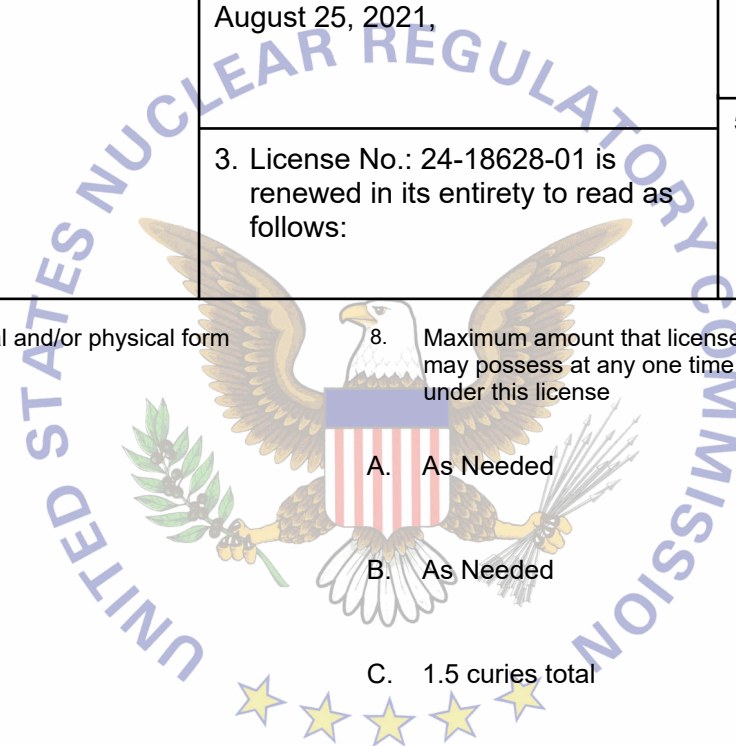 August 25, 2021,
3. License No.: 24-18628-01 is
renewed in its entirety to read as
follows:
and/or physical form
8. Maximum amount that license
may possess at any one time
under this license
A. As Needed
B. As Needed
C. 1.5 curies total
UNITED STATES NUCLEAR REGULATORY COMMISSION